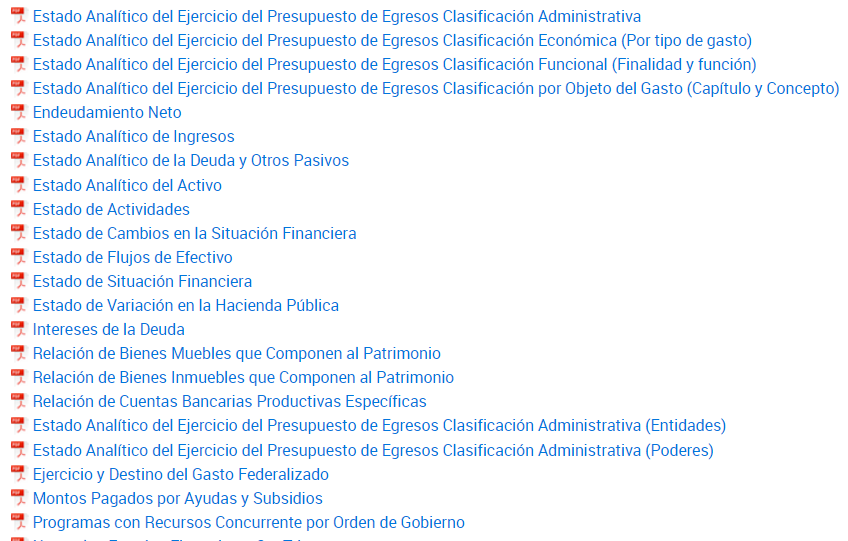 Estado Analítico del Ejercicio del Presupuesto de Egresos Clasificación Administrativa
Estado Analítico del Ejercicio del Presupuesto de Egresos Clasificación Económica (Por tipo de gasto)
Estado Analítico del Ejercicio del Presupuesto de Egresos Clasificación Funcional (Finalidad y función)
Estado Analítico del Ejercicio del Presupuesto de Egresos Clasificación por Objeto del Gasto (Capítulo y Concepto)
Endeudamiento Neto
Estado Analítico de Ingresos
Estado Analítico de la Deuda y Otros Pasivos
Estado Analítico del Activo
Estado de Actividades
Estado de Cambios en la Situación Financiera
Estado de Flujos de Efectivo
Estado de Situación Financiera
Estado de Variación en la Hacienda Pública
Intereses de la Deuda
Relación de Bienes Muebles que Componen al Patrimonio
Relación de Bienes Inmuebles que Componen al Patrimonio
Relación de Cuentas Bancarias Productivas Específicas
Estado Analítico del Ejercicio del Presupuesto de Egresos Clasificación Administrativa (Entidades)
Estado Analítico del Ejercicio del Presupuesto de Egresos Clasificación Administrativa (Poderes)
Ejercicio y Destino del Gasto Federalizado
Montos Pagados por Ayudas y Subsidios
Programas con Recursos Concurrente por Orden de Gobierno